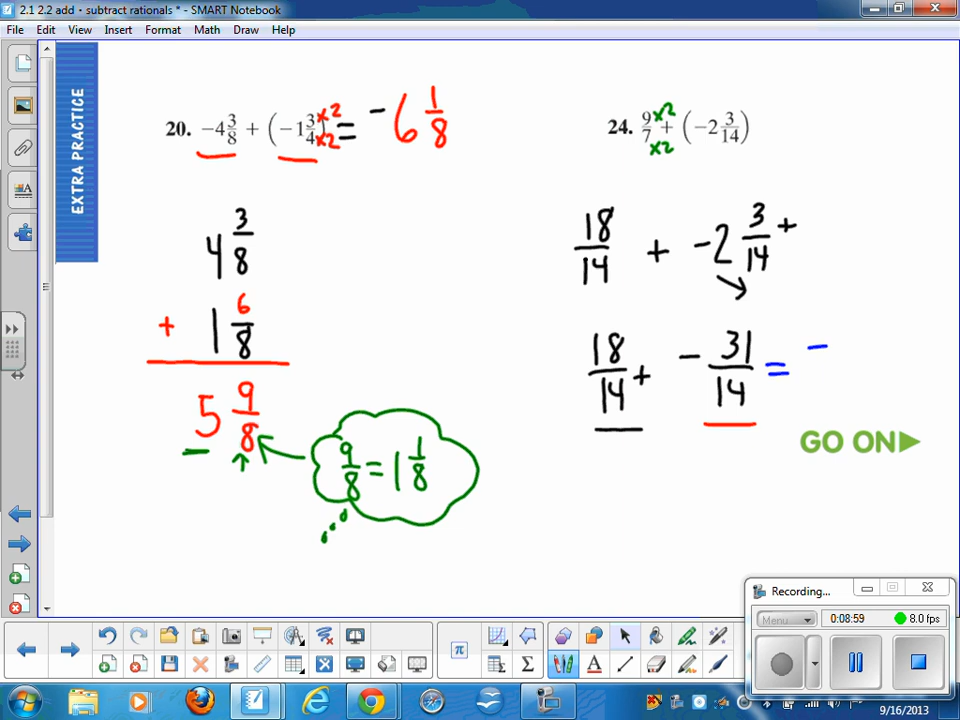 2.1 2.2 add - subtract rationals * - SMART Notebook
File Edit View Insert Format Math Draw Help
EXTRA PRACTICE
20. −4 3/8 + (−1 3/4) ×2 ×2 = -6 1/8
4 3/8
+ 1 6/8
5 9/8
9/8 = 1 1/8
24. 9/7 ×2 ×2 + (−2 3/14)
18/14 + -2 3/14 +
18/14 + - 31/14 = -
GO ON
Recording...
Menu
0:08:59
8.0 fps
π
Σ
A
9/16/2013